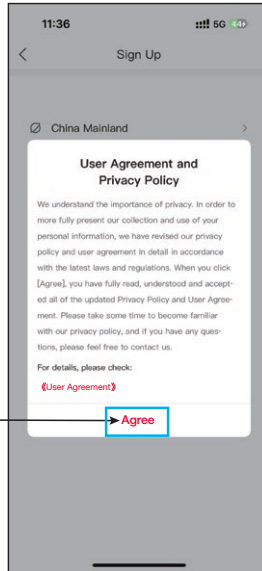 11:36
5G 44
Sign Up
China Mainland
User Agreement and
Privacy Policy
We understand the importance of privacy. In order to
more fully present our collection and use of your
personal information, we have revised our privacy
policy and user agreement in detail in accordance
with the latest laws and regulations. When you click
[Agree], you have fully read, understood and accept-
ed all of the updated Privacy Policy and User Agree-
ment. Please take some time to become familiar
with our privacy policy, and if you have any ques-
tions, please feel free to contact us.
For details, please check:
《User Agreement》
Agree